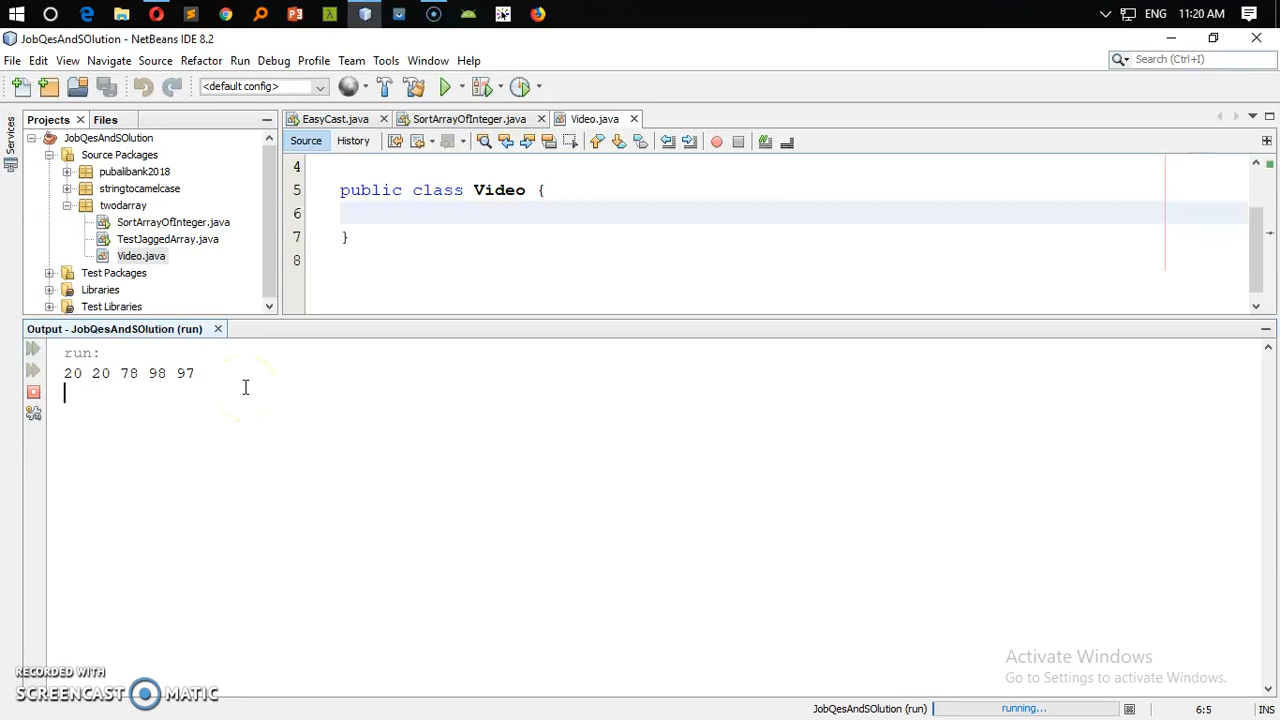 ENG 11:20 AM
JobQesAndSOlution - NetBeans IDE 8.2
File Edit View Navigate Source Refactor Run Debug Profile Team Tools Window Help
Search (Ctrl+I)
<default config>
Services
Projects Files
EasyCast.java SortArrayOfInteger.java Video.java
Source History
JobQesAndSOlution
Source Packages
pubalibank2018
stringtocamelcase
twodarray
SortArrayOfInteger.java
TestJaggedArray.java
Video.java
Test Packages
Libraries
Test Libraries
4
5 public class Video {
6
7 }
8
Output - JobQesAndSOlution (run)
run:
20 20 78 98 97
Activate Windows
Go to Settings to activate Windows.
RECORDED WITH
SCREENCAST MATIC
JobQesAndSOlution (run) running... 6:5 INS